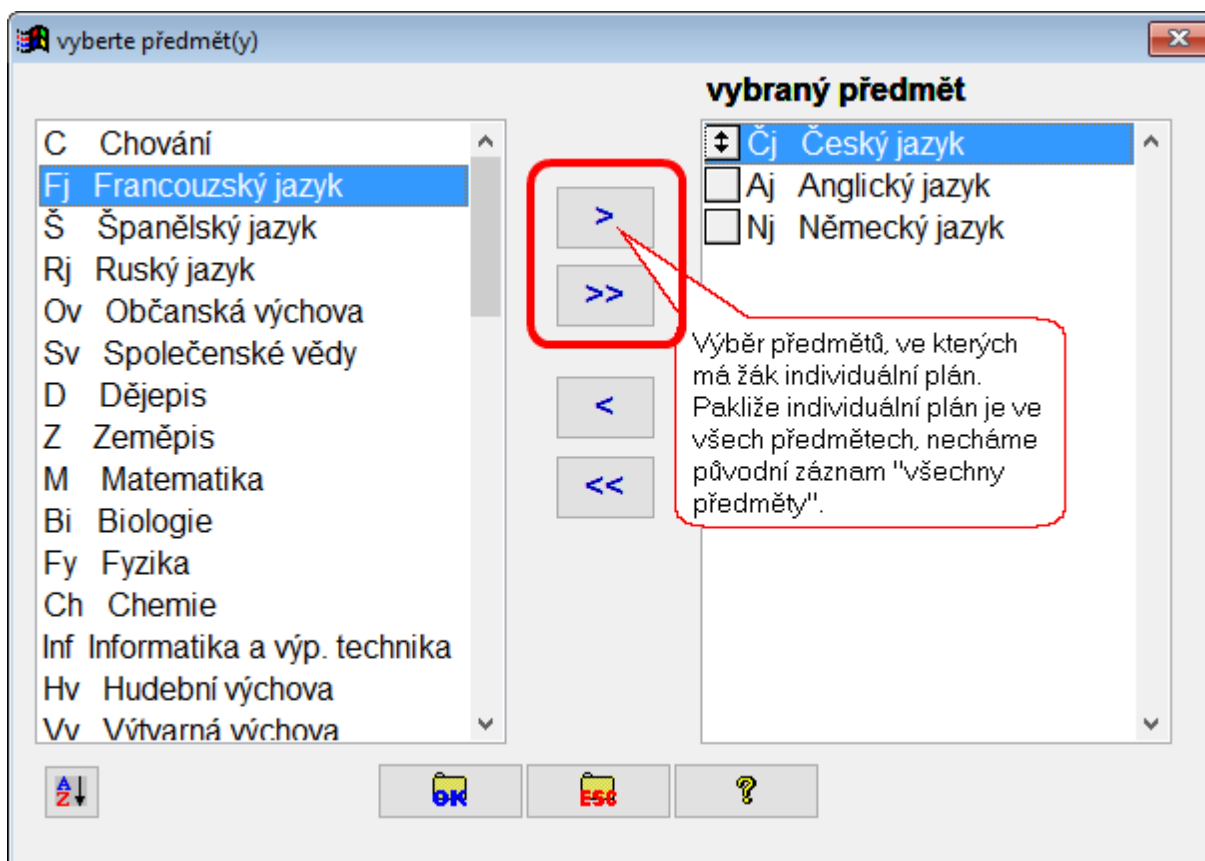 vyberte předmět(y)
vybraný předmět
C Chování
Fj Francouzský jazyk
Š Španělský jazyk
Rj Ruský jazyk
Ov Občanská výchova
Sv Společenské vědy
D Dějepis
Z Zeměpis
M Matematika
Bi Biologie
Fy Fyzika
Ch Chemie
Inf Informatika a výp. technika
Hv Hudební výchova
Vv Výtvarná výchova
>
>>
<
<<
Čj Český jazyk
Aj Anglický jazyk
Nj Německý jazyk
Výběr předmětů, ve kterých
má žák individuální plán.
Pakliže individuální plán je ve
všech předmětech, necháme
původní záznam "všechny
předměty".
AZ
OK
ESC
?